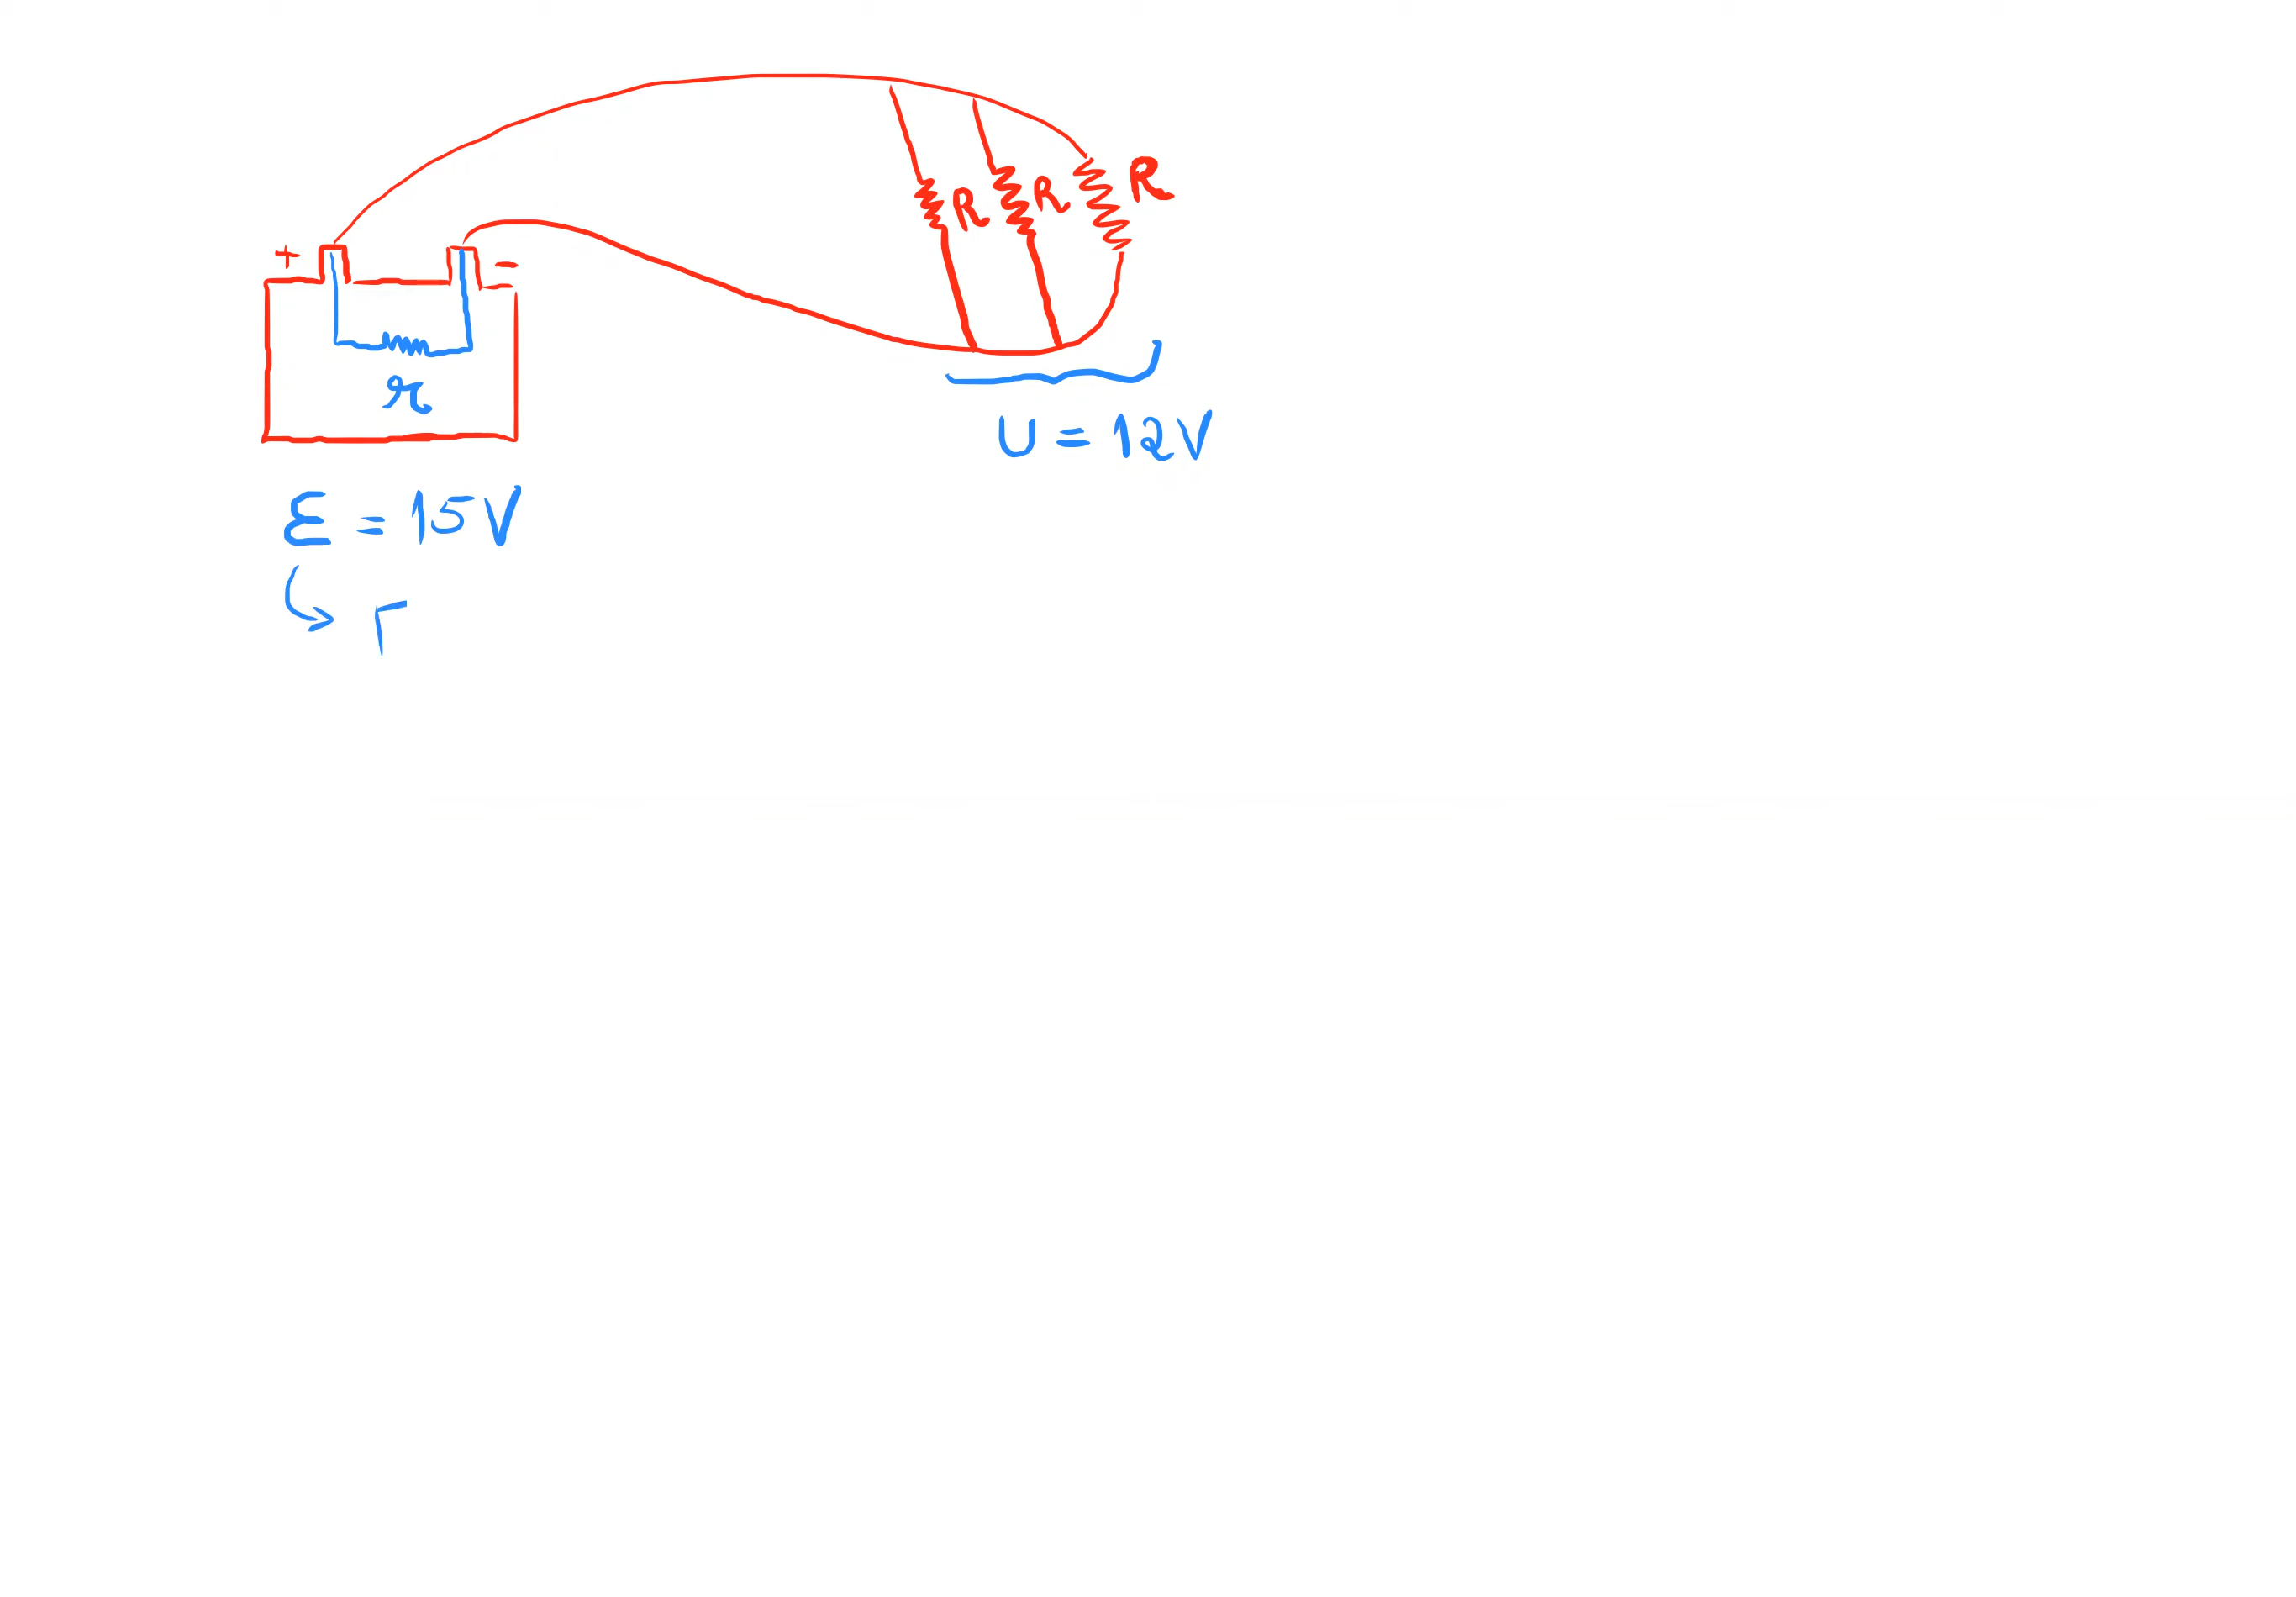 R
R
R
+
-
r
U = 12V
Ɛ = 15V